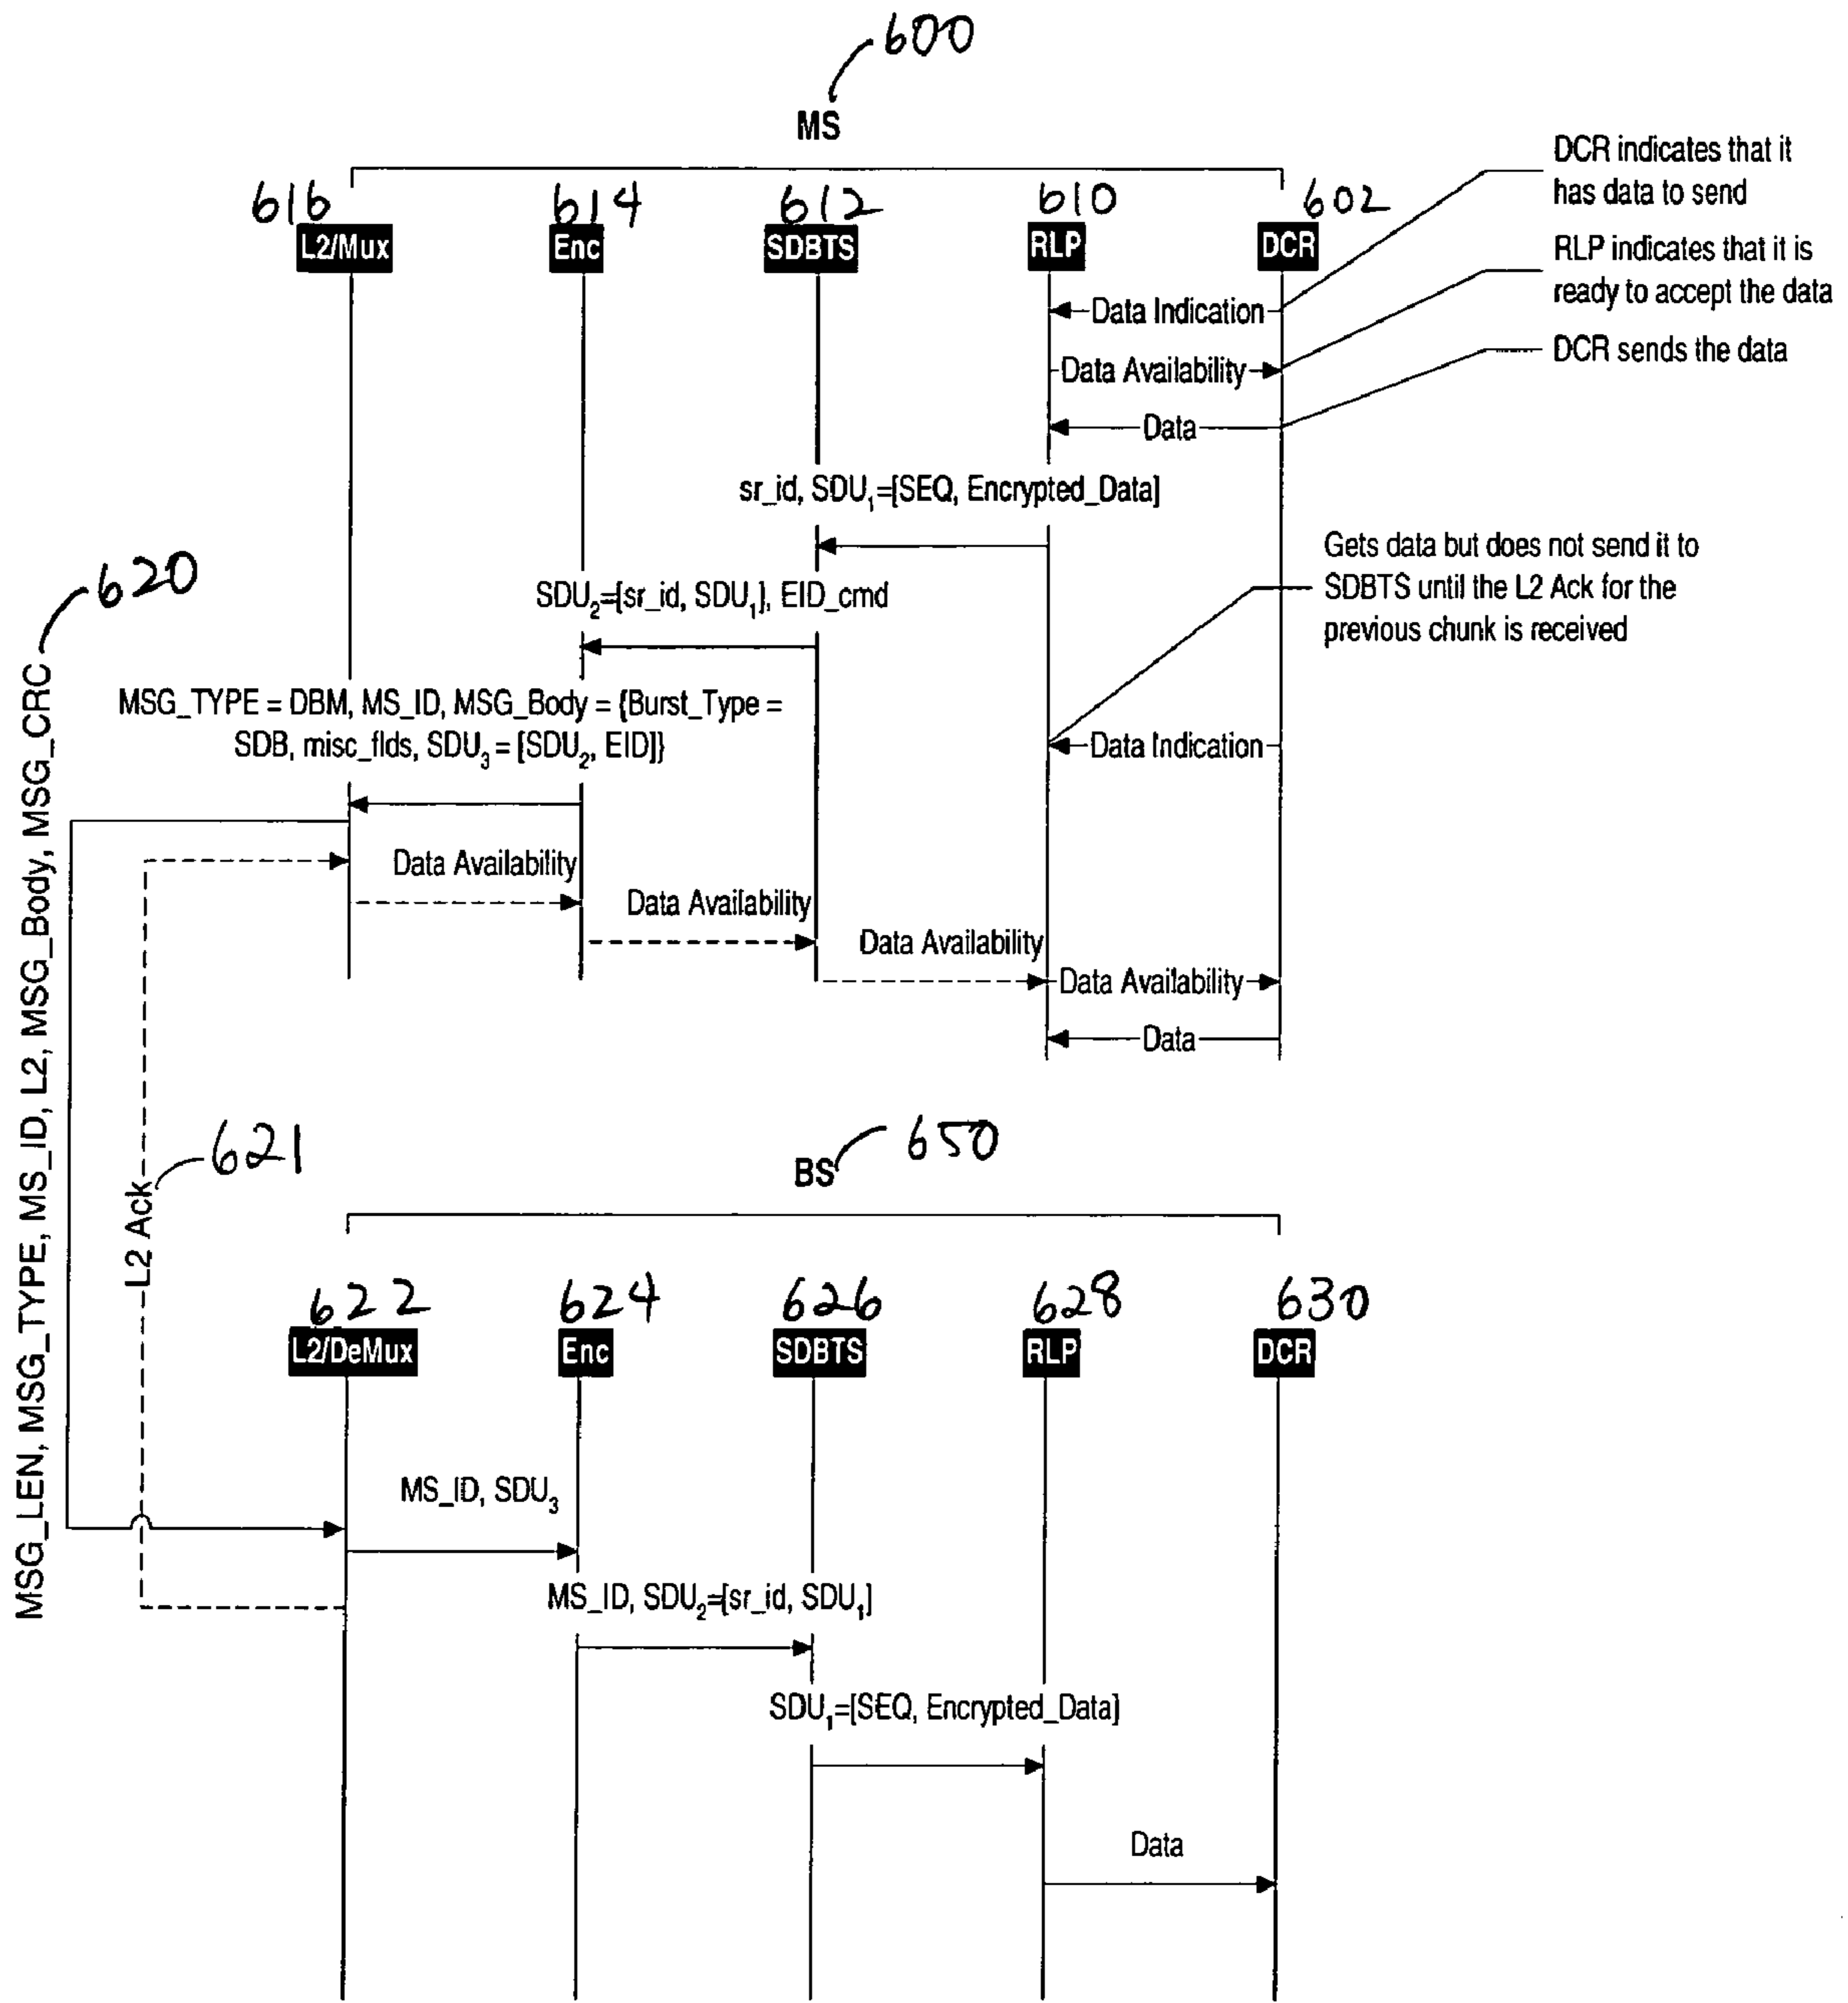 600
MS
616
614
612
610
602
L2/Mux
Enc
SDBTS
RLP
DCR
DCR indicates that it
has data to send
RLP indicates that it is
ready to accept the data
DCR sends the data
Data Indication
Data Availability
Data
sr_id, SDU₁=[SEQ, Encrypted_Data]
Gets data but does not send it to
SDBTS until the L2 Ack for the
previous chunk is received
SDU₂=[sr_id, SDU₁], EID_cmd
620
MSG_LEN, MSG_TYPE, MS_ID, L2, MSG_Body, MSG_CRC
MSG_TYPE = DBM, MS_ID, MSG_Body = {Burst_Type =
SDB, misc_flds, SDU₃ = [SDU₂, EID]}
Data Indication
Data Availability
Data Availability
Data Availability
Data Availability
Data
621
L2 Ack
650
BS
622
624
626
628
630
L2/DeMux
Enc
SDBTS
RLP
DCR
MS_ID, SDU₃
MS_ID, SDU₂=[sr_id, SDU₁]
SDU₁=[SEQ, Encrypted_Data]
Data